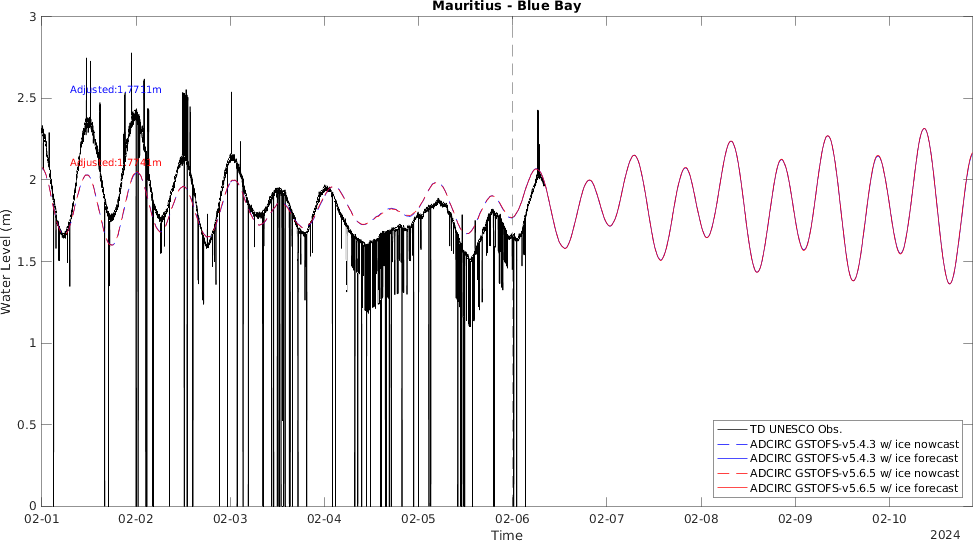 Mauritius - Blue Bay
3
2.5
2
1.5
1
0.5
0
Water Level (m)
Adjusted:1.7711m
Adjusted:1.7741m
TD UNESCO Obs.
ADCIRC GSTOFS-v5.4.3 w/ ice nowcast
ADCIRC GSTOFS-v5.4.3 w/ ice forecast
ADCIRC GSTOFS-v5.6.5 w/ ice nowcast
ADCIRC GSTOFS-v5.6.5 w/ ice forecast
02-01 02-02 02-03 02-04 02-05 02-06 02-07 02-08 02-09 02-10
Time
2024